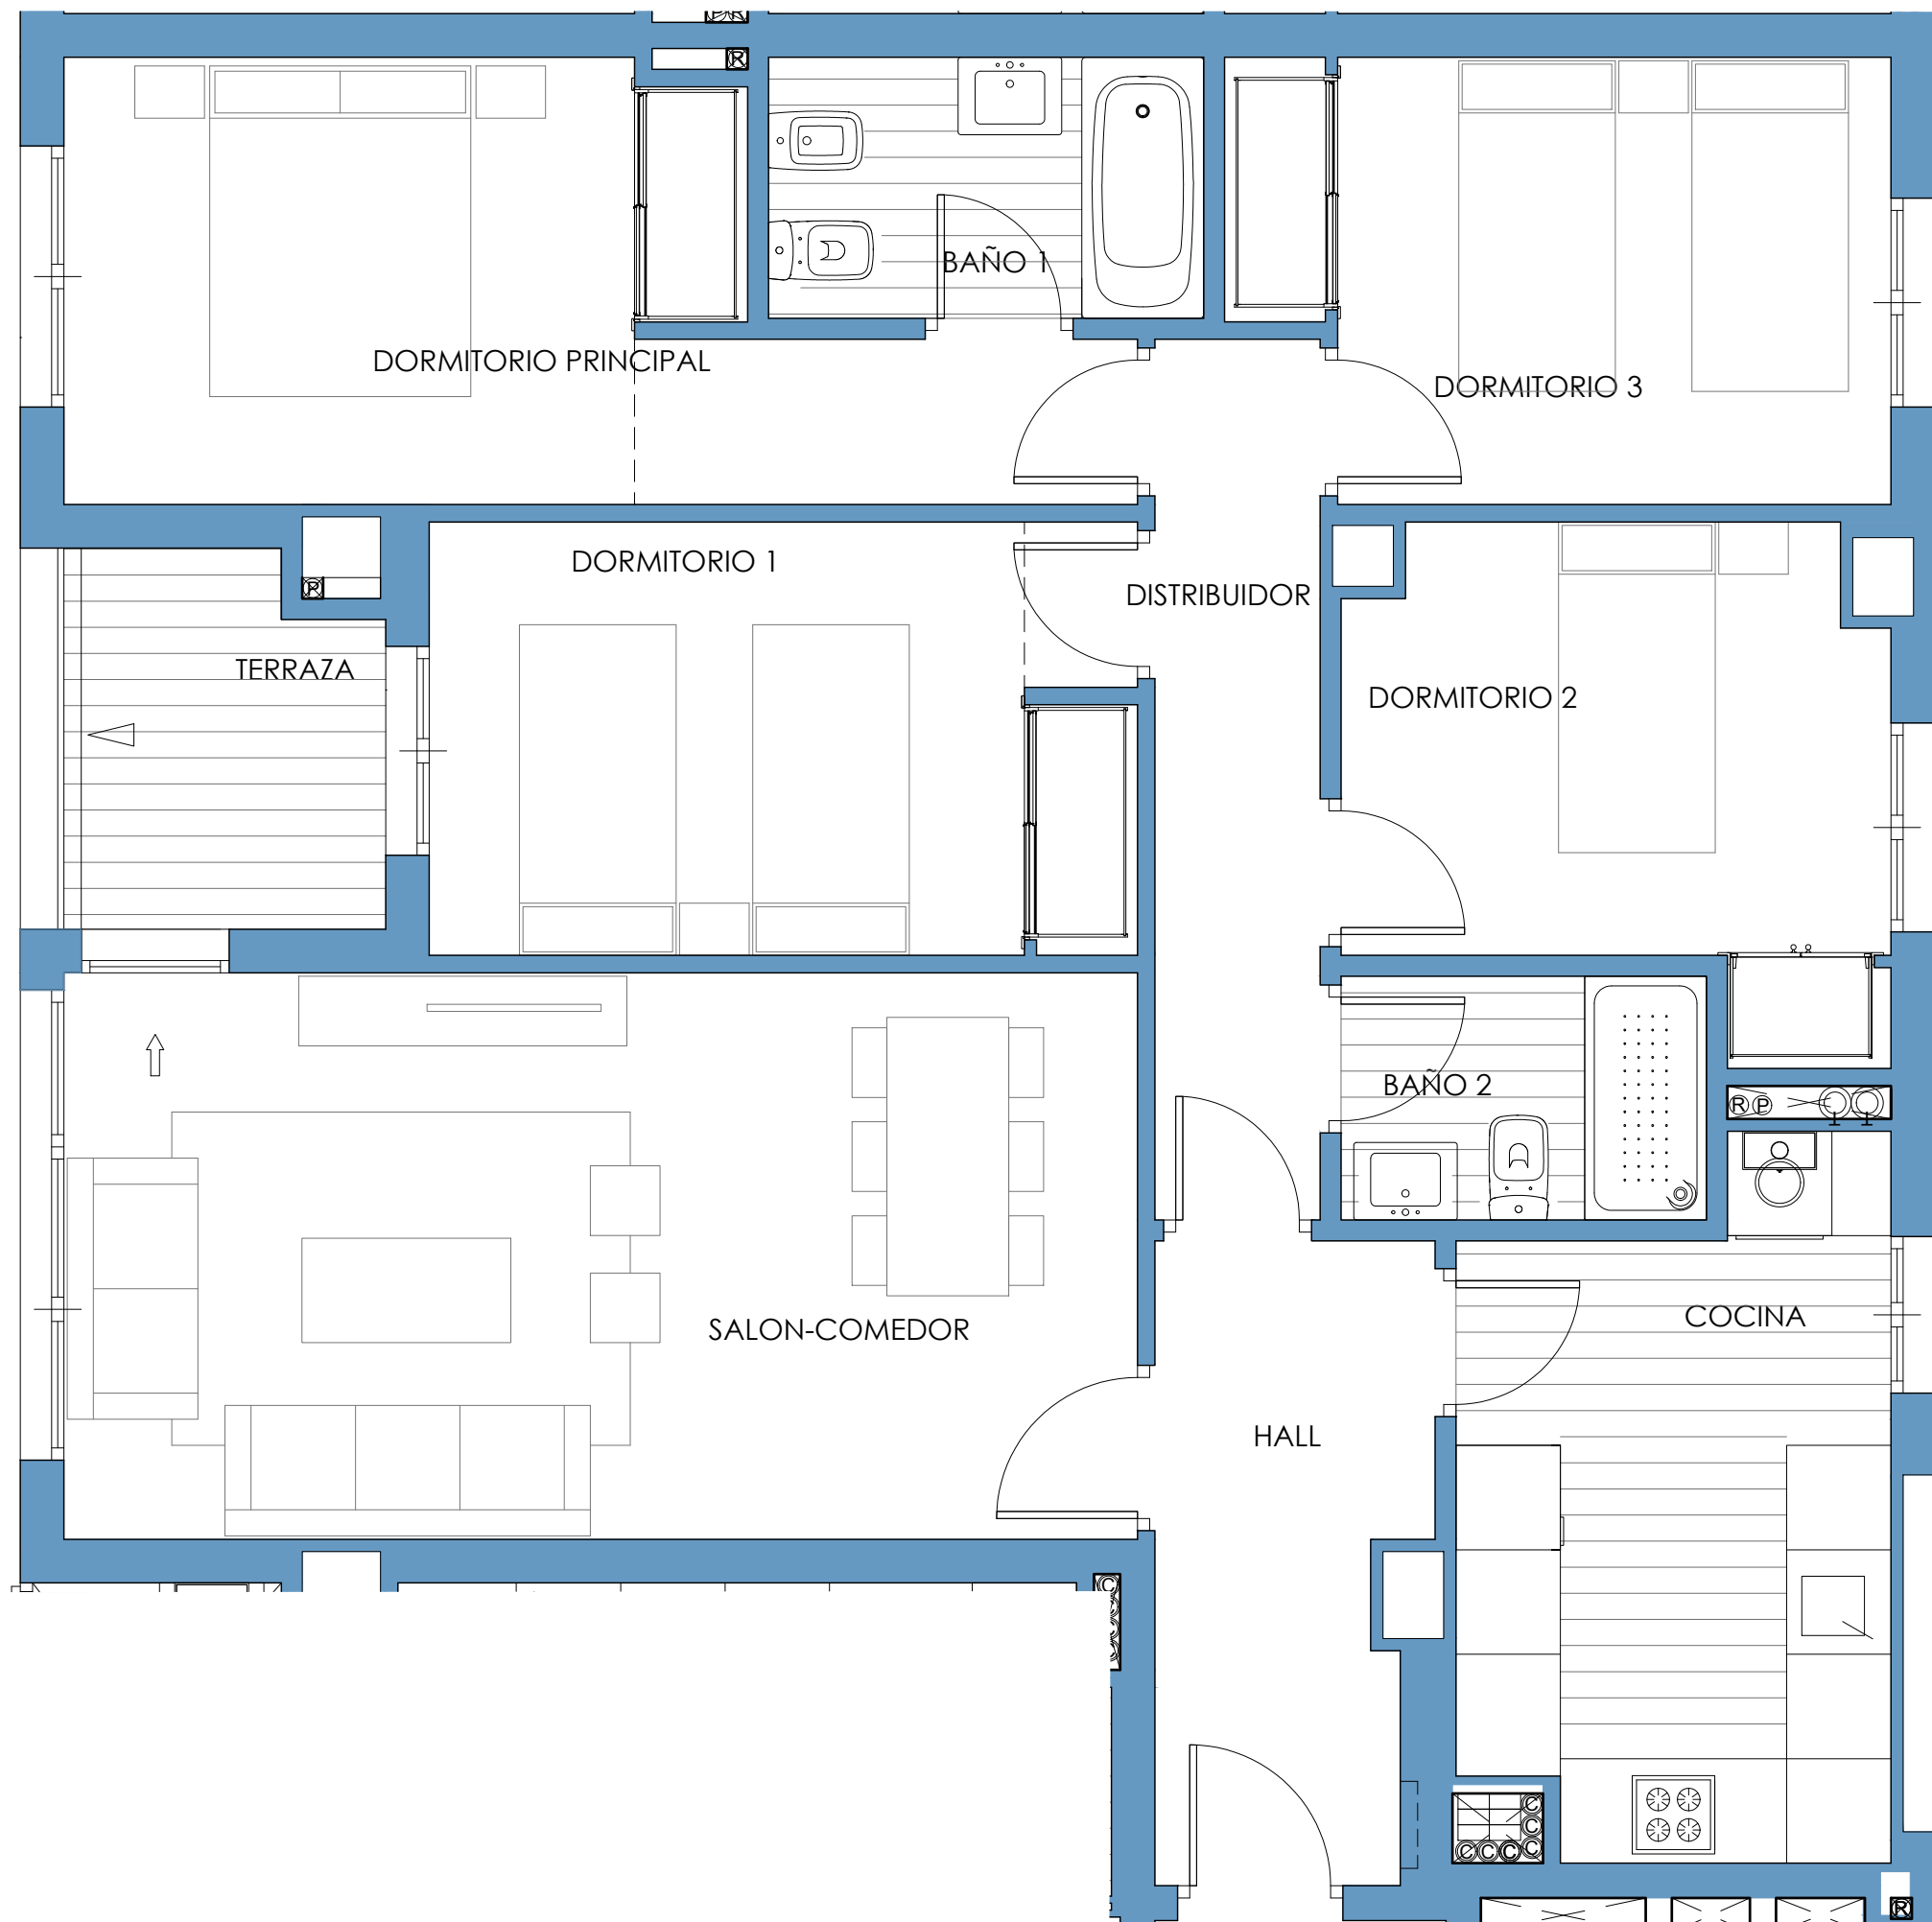 R
BAÑO 1
DORMITORIO PRINCIPAL
DORMITORIO 3
DORMITORIO 1
R
DISTRIBUIDOR
TERRAZA
DORMITORIO 2
BAÑO 2
R P
COCINA
SALON-COMEDOR
HALL
C
C
C
C C C C
R